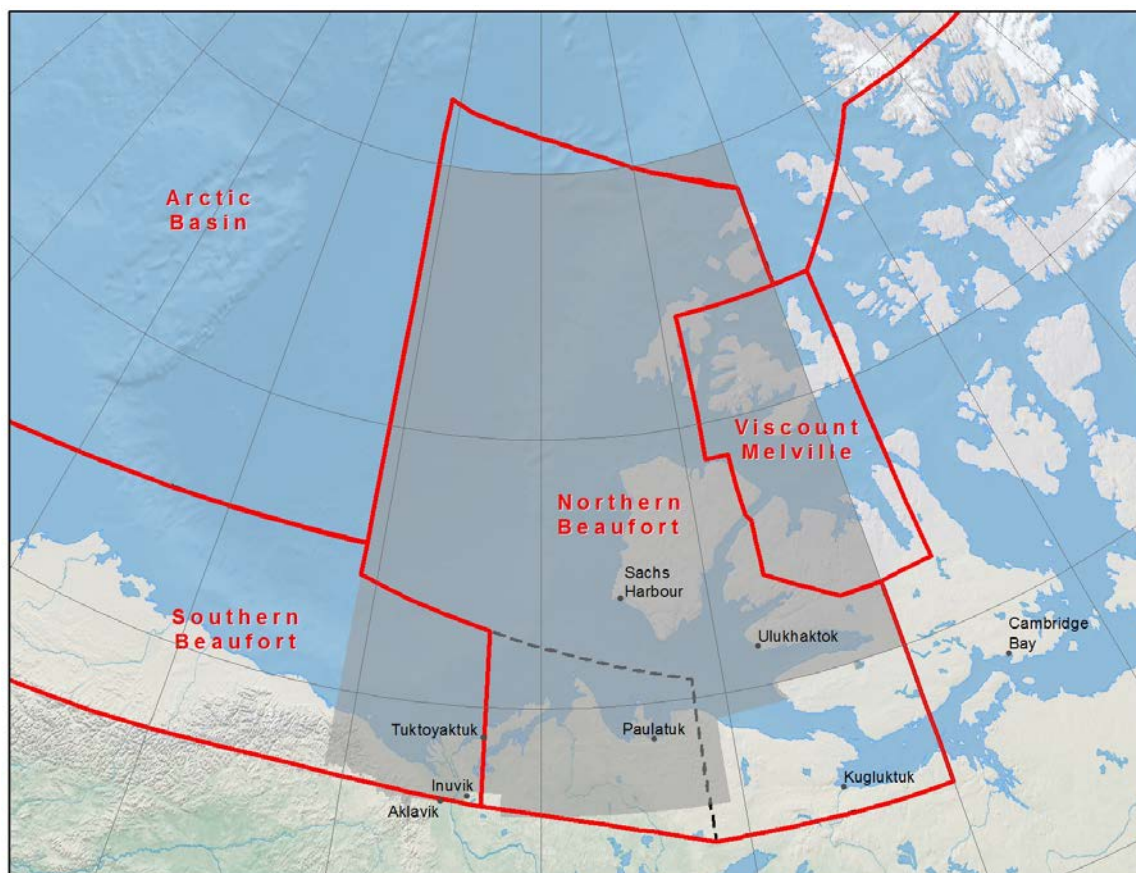 Arctic
Basin
Viscount
Melville
Northern
Beaufort
Sachs
Harbour
Southern
Beaufort
Ulukhaktok
Cambridge
Bay
Tuktoyaktuk
Paulatuk
Inuvik
Aklavik
Kugluktuk